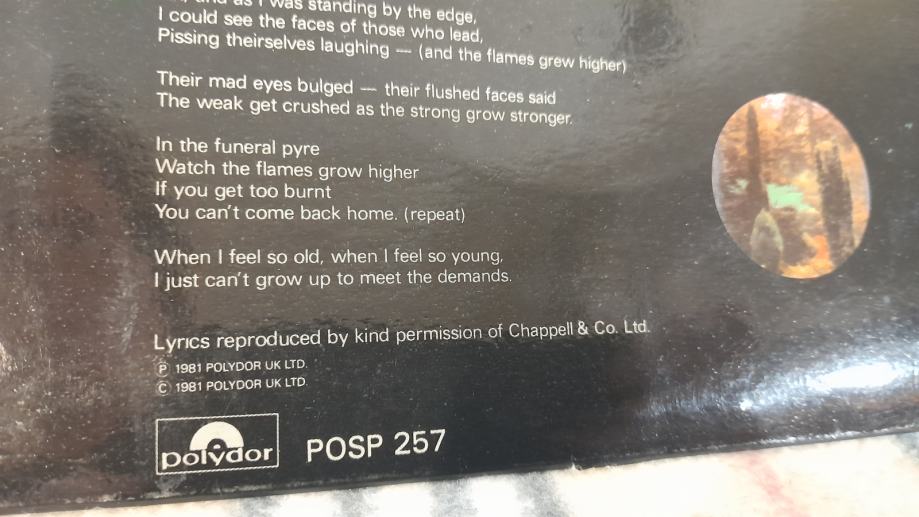 and as I was standing by the edge,
I could see the faces of those who lead,
Pissing theirselves laughing — (and the flames grew higher)
Their mad eyes bulged — their flushed faces said
The weak get crushed as the strong grow stronger.
In the funeral pyre
Watch the flames grow higher
If you get too burnt
You can't come back home. (repeat)
When I feel so old, when I feel so young,
I just can't grow up to meet the demands.
Lyrics reproduced by kind permission of Chappell & Co. Ltd.
Ⓟ 1981 POLYDOR UK LTD.
© 1981 POLYDOR UK LTD
polydor
POSP 257